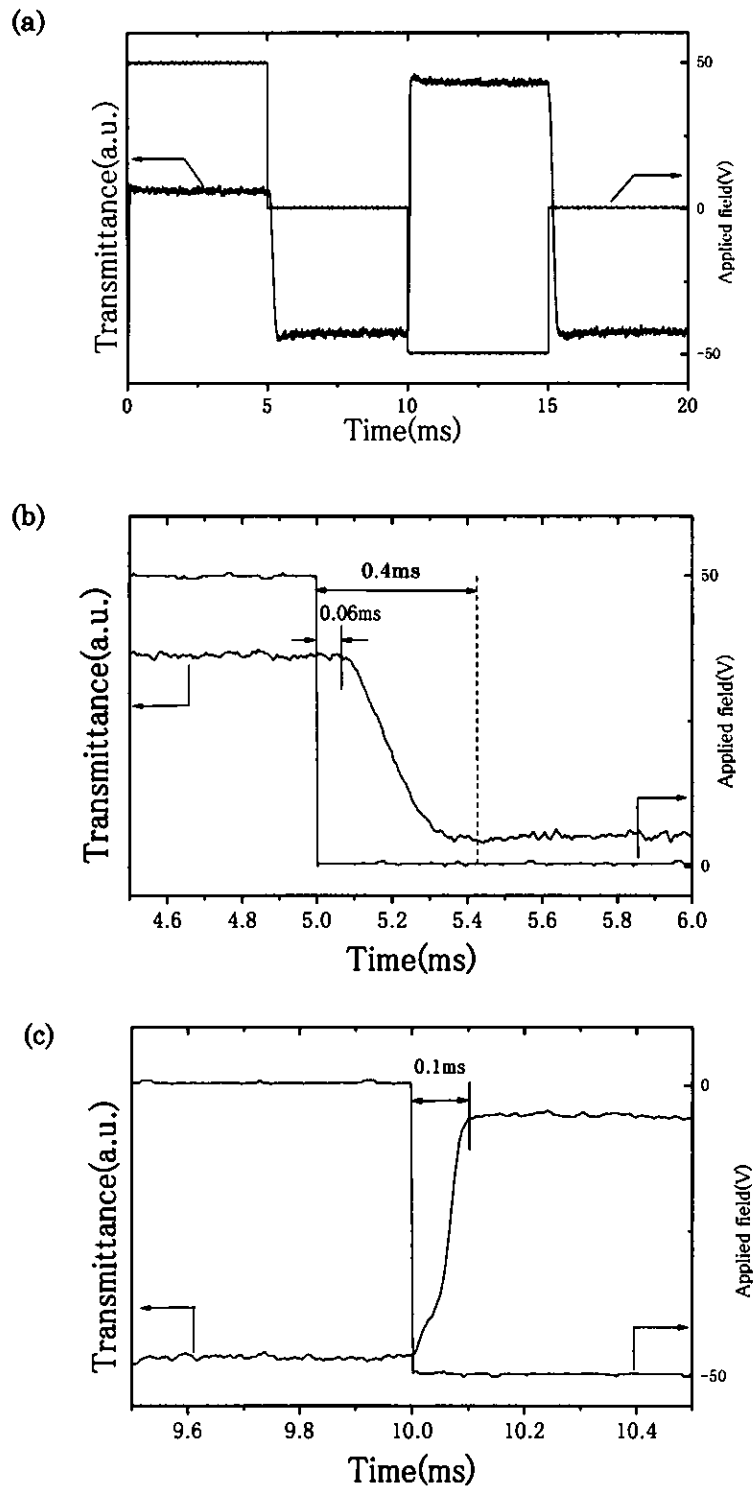 (a)
Transmittance(a.u.)
50
0
-50
Applied field(V)
0 5 10 15 20
Time(ms)
(b)
Transmittance(a.u.)
0.4ms
0.06ms
50
0
Applied field(V)
4.6 4.8 5.0 5.2 5.4 5.6 5.8 6.0
Time(ms)
(c)
Transmittance(a.u.)
0.1ms
0
-50
Applied field(V)
9.6 9.8 10.0 10.2 10.4
Time(ms)